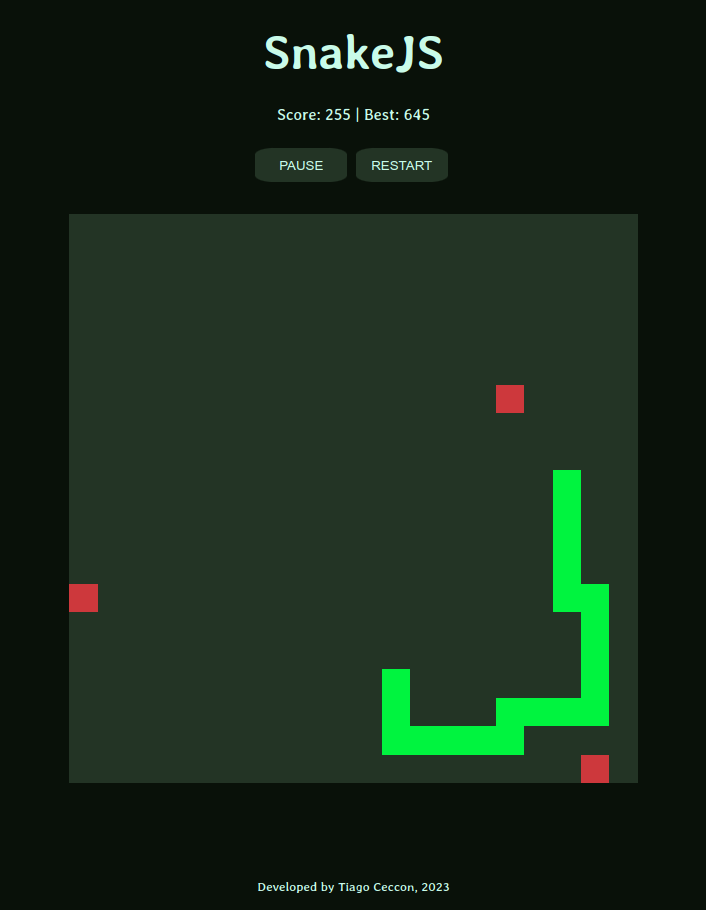 SnakeJS
Score: 255 | Best: 645
PAUSE
RESTART
Developed by Tiago Ceccon, 2023